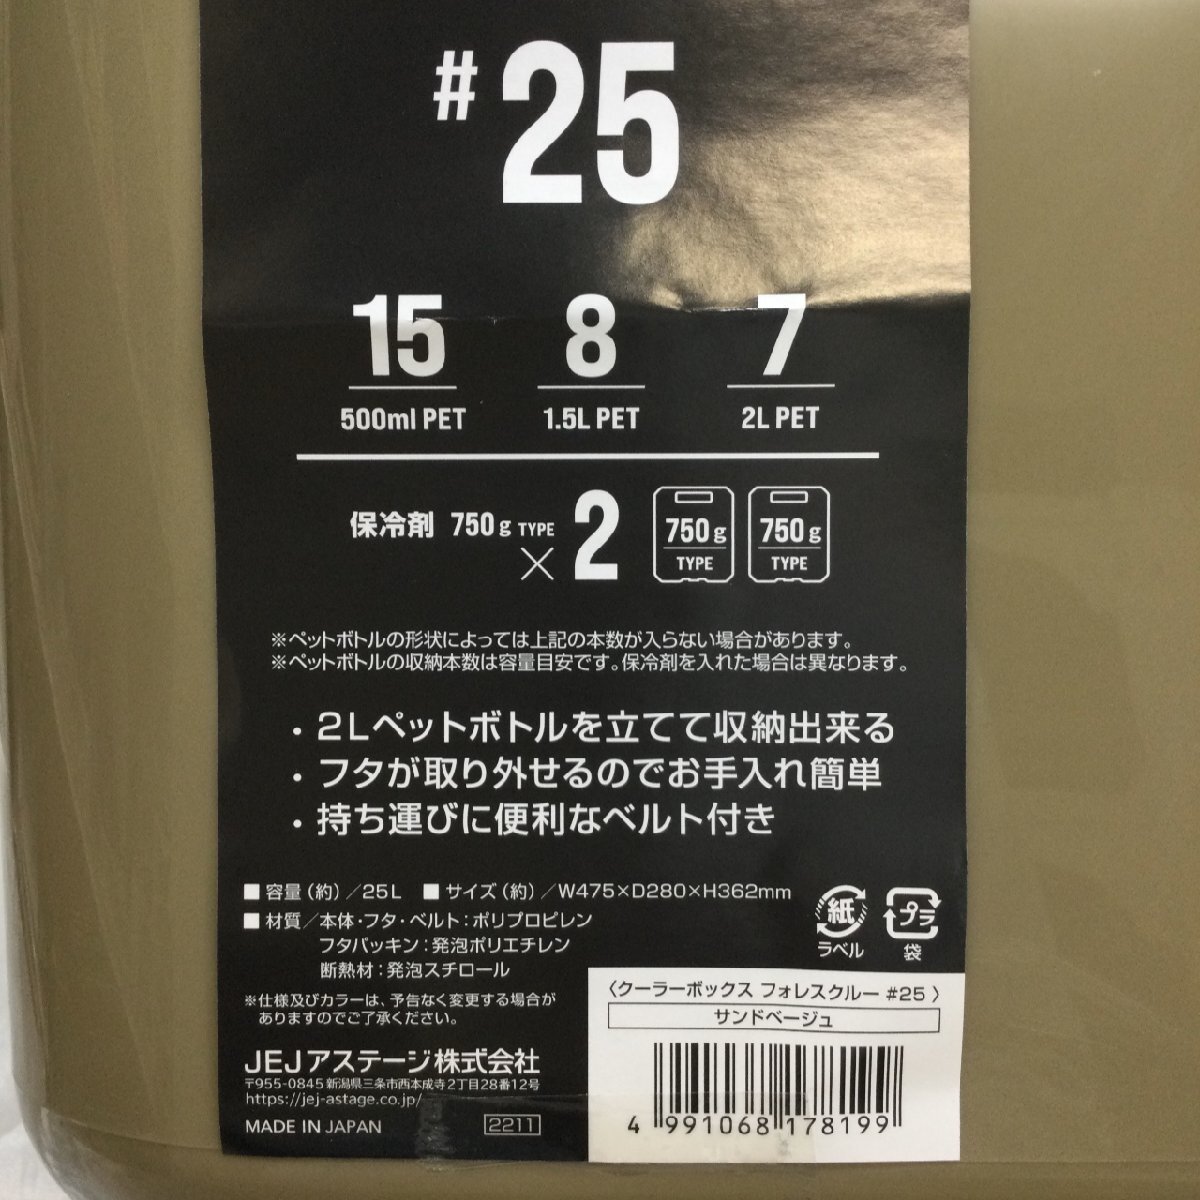 #25
15 8 7
500ml PET 1.5L PET 2L PET
保冷剤 750g TYPE × 2 750g TYPE 750g TYPE
※ペットボトルの形状によっては上記の本数が入らない場合があります。
※ペットボトルの収納本数は容量目安です。保冷剤を入れた場合は異なります。
・2Lペットボトルを立てて収納出来る
・フタが取り外せるのでお手入れ簡単
・持ち運びに便利なベルト付き
■容量(約)/25L ■サイズ(約)/W475×D280×H362mm
■材質/本体・フタ・ベルト:ポリプロピレン
フタパッキン:発泡ポリエチレン
断熱材:発泡スチロール
紙 プラ
ラベル 袋
※仕様及びカラーは、予告なく変更する場合が
ありますのでご了承ください。
JEJアステージ株式会社
〒955-0845 新潟県三条市西本成寺2丁目28番12号
https://jej-astage.co.jp/
MADE IN JAPAN 2211
〈クーラーボックス フォレスクルー #25〉
サンドベージュ
4 991068 178199